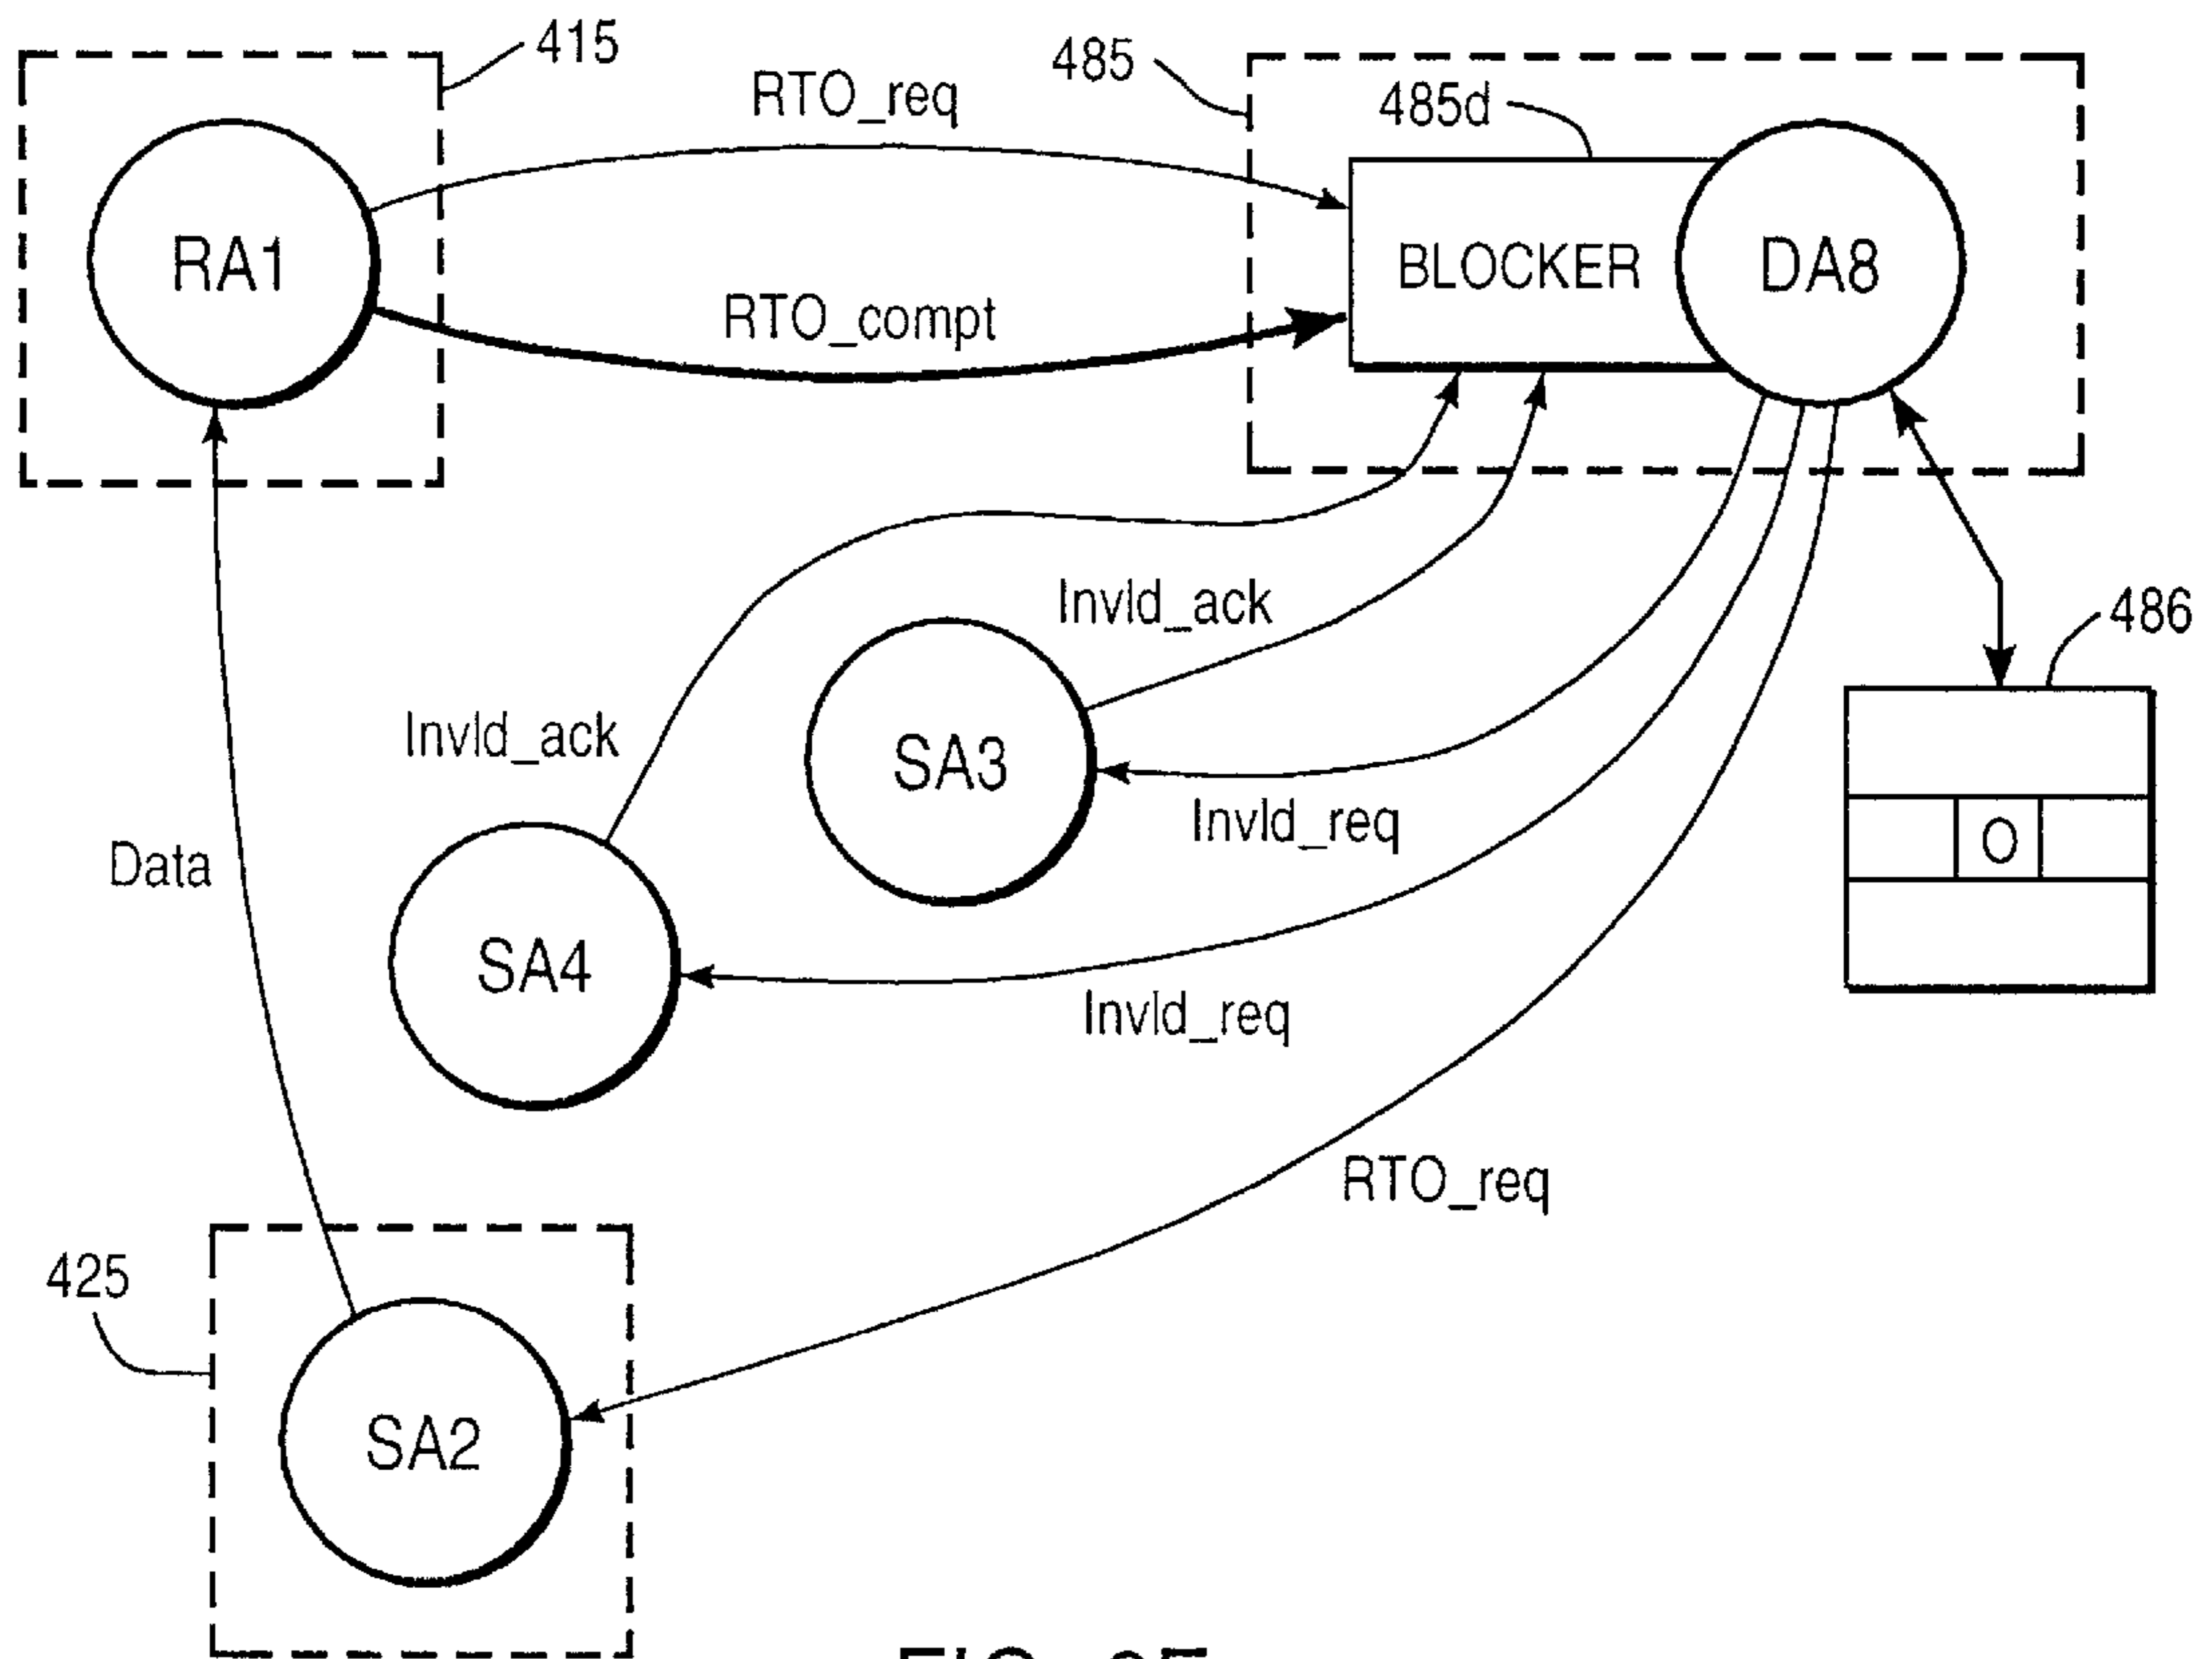 415
485
RTO_req
485d
RA1
BLOCKER
DA8
RTO_compt
Invld_ack
486
Invld_ack
SA3
Invld_req
O
Data
SA4
Invld_req
RTO_req
425
SA2